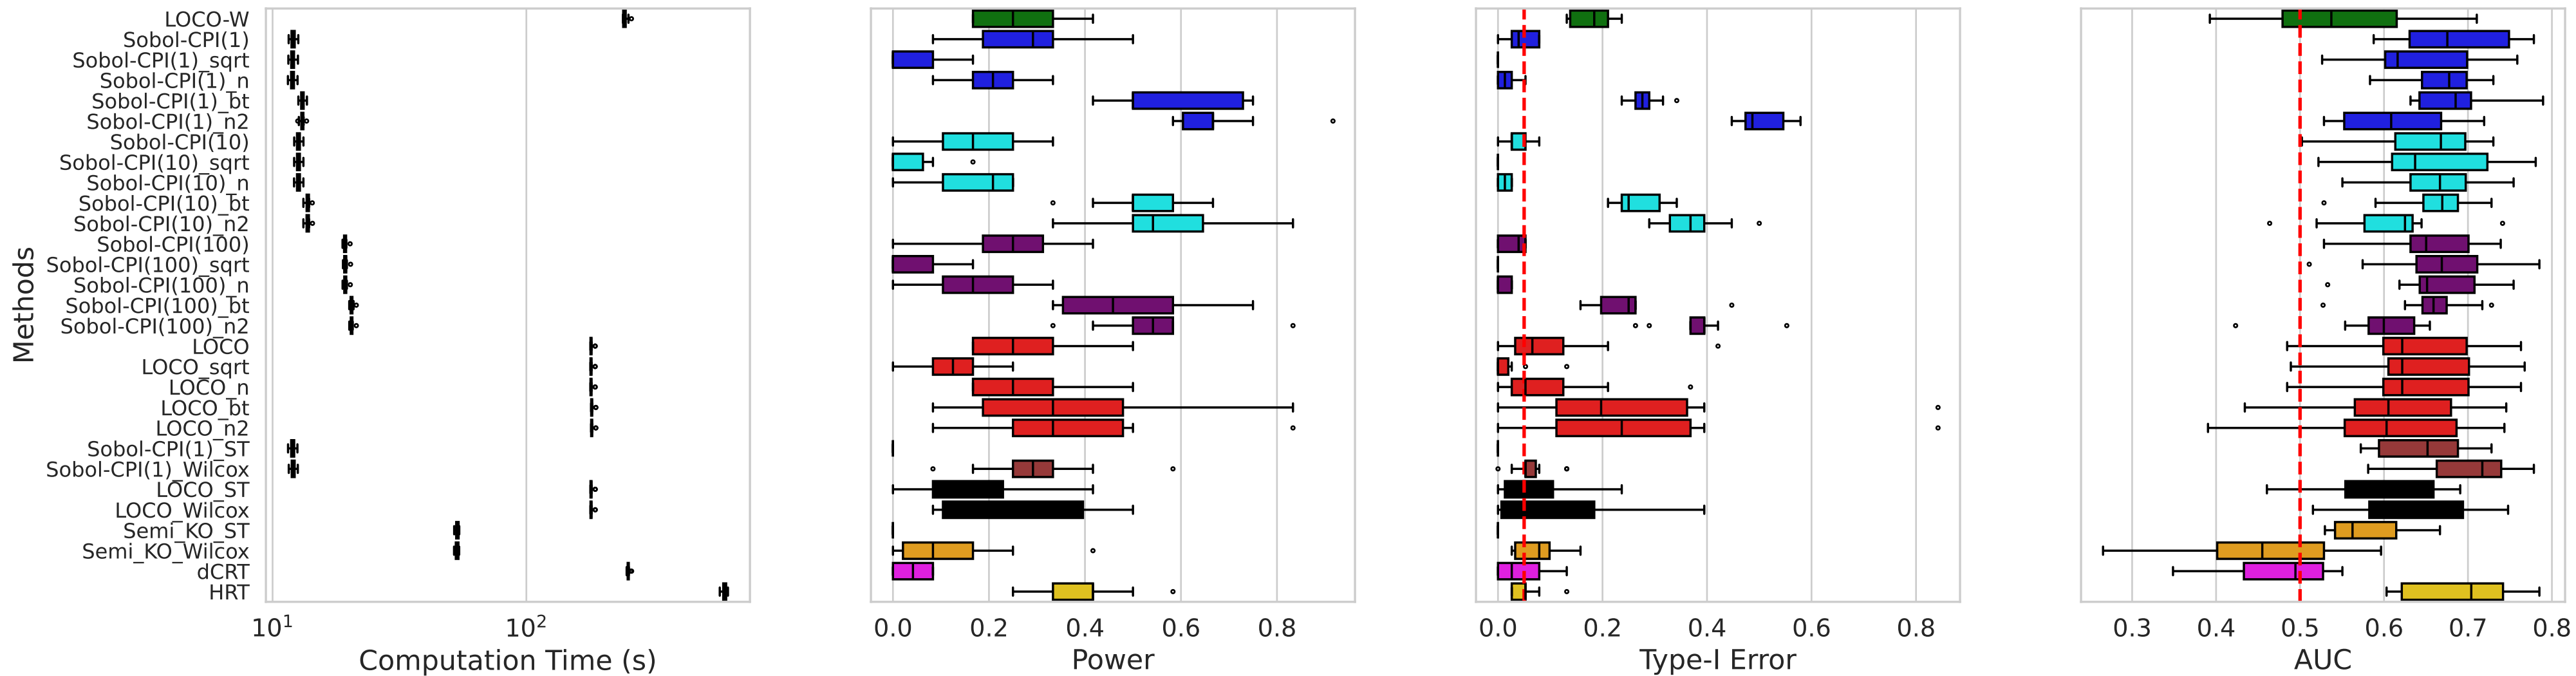 Methods
LOCO-W
Sobol-CPI(1)
Sobol-CPI(1)_sqrt
Sobol-CPI(1)_n
Sobol-CPI(1)_bt
Sobol-CPI(1)_n2
Sobol-CPI(10)
Sobol-CPI(10)_sqrt
Sobol-CPI(10)_n
Sobol-CPI(10)_bt
Sobol-CPI(10)_n2
Sobol-CPI(100)
Sobol-CPI(100)_sqrt
Sobol-CPI(100)_n
Sobol-CPI(100)_bt
Sobol-CPI(100)_n2
LOCO
LOCO_sqrt
LOCO_n
LOCO_bt
LOCO_n2
Sobol-CPI(1)_ST
Sobol-CPI(1)_Wilcox
LOCO_ST
LOCO_Wilcox
Semi_KO_ST
Semi_KO_Wilcox
dCRT
HRT
10¹ 10²
Computation Time (s)
0.0 0.2 0.4 0.6 0.8
Power
0.0 0.2 0.4 0.6 0.8
Type-I Error
0.3 0.4 0.5 0.6 0.7 0.8
AUC